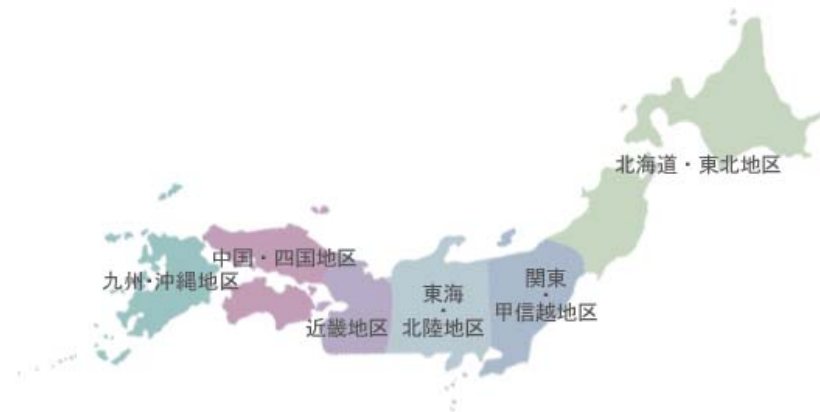 北海道・東北地区
中国・四国地区
九州・沖縄地区
関東
・
甲信越地区
東海
・
北陸地区
近畿地区